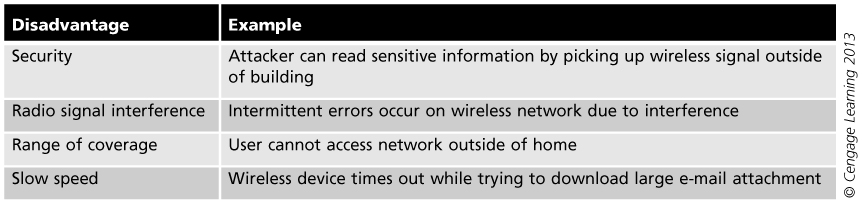 Disadvantage Example
Security Attacker can read sensitive information by picking up wireless signal outside
of building
Radio signal interference Intermittent errors occur on wireless network due to interference
Range of coverage User cannot access network outside of home
Slow speed Wireless device times out while trying to download large e-mail attachment
© Cengage Learning 2013